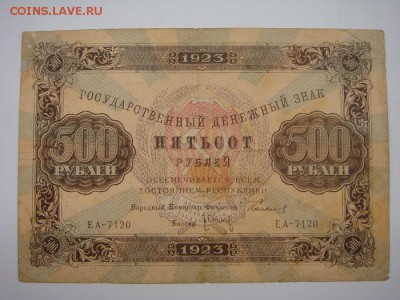 COINS.LAVE.RU
1923
ГОСУДАРСТВЕННЫЙ ДЕНЕЖНЫЙ ЗНАК
500 ПЯТЬСОТ 500
РУБЛЕЙ РУБЛЕЙ РУБЛЕЙ
ОБЕСПЕЧИВАЕТСЯ ВСЕМ
ДОСТОЯНИЕМ РЕСПУБЛИКИ
Народный Комиссар Финансов
ЕА-7120 Кассир ЕА-7120
1923